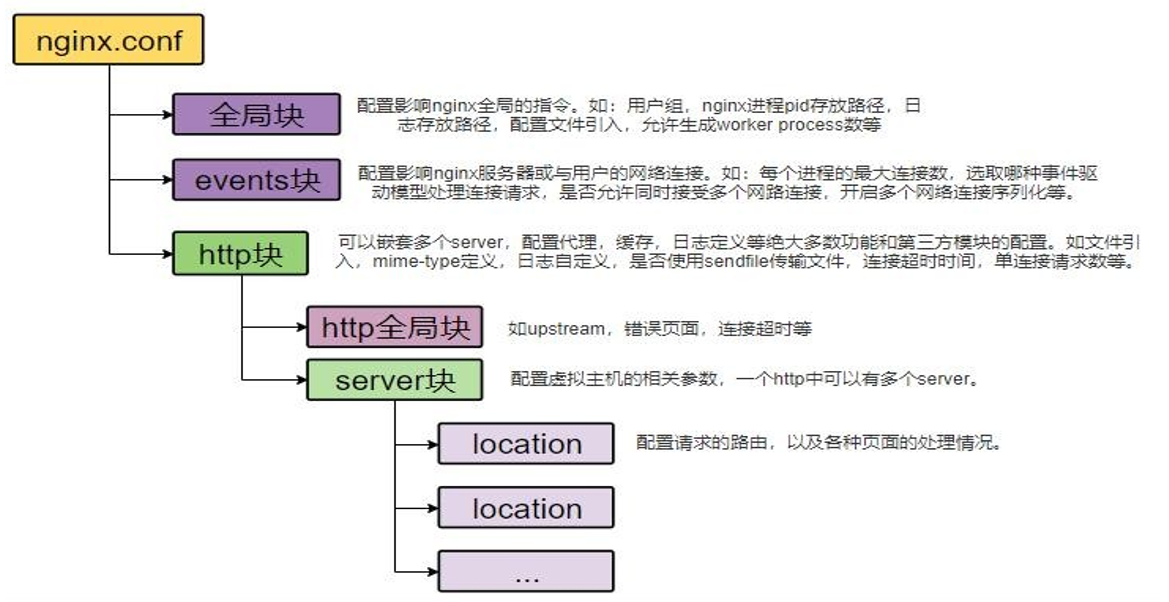 nginx.conf
全局块
配置影响nginx全局的指令。如：用户组，nginx进程pid存放路径，日
志存放路径，配置文件引入，允许生成worker process数等
events块
配置影响nginx服务器或与用户的网络连接。如：每个进程的最大连接数，选取哪种事件驱
动模型处理连接请求，是否允许同时接受多个网路连接，开启多个网络连接序列化等。
http块
可以嵌套多个server，配置代理，缓存，日志定义等绝大多数功能和第三方模块的配置。如文件引
入，mime-type定义，日志自定义，是否使用sendfile传输文件，连接超时时间，单连接请求数等。
http全局块
如upstream，错误页面，连接超时等
server块
配置虚拟主机的相关参数，一个http中可以有多个server。
location
配置请求的路由，以及各种页面的处理情况。
location
...